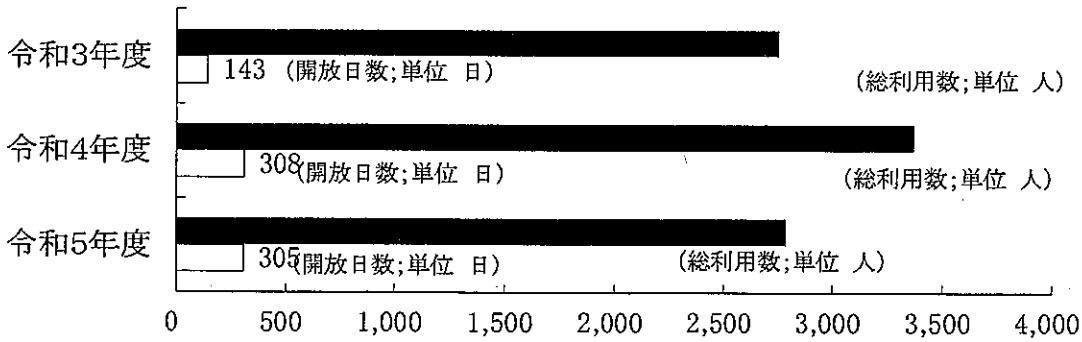 令和3年度
143 (開放日数;単位 日)
(総利用数;単位 人)
令和4年度
308(開放日数;単位 日)
(総利用数;単位 人)
令和5年度
305(開放日数;単位 日)
(総利用数;単位 人)
0 500 1,000 1,500 2,000 2,500 3,000 3,500 4,000